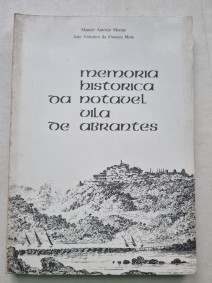 Manuel António Morato
João Valentim da Fonseca Mota
memoria
historica
da notavel
vila
de abrantes